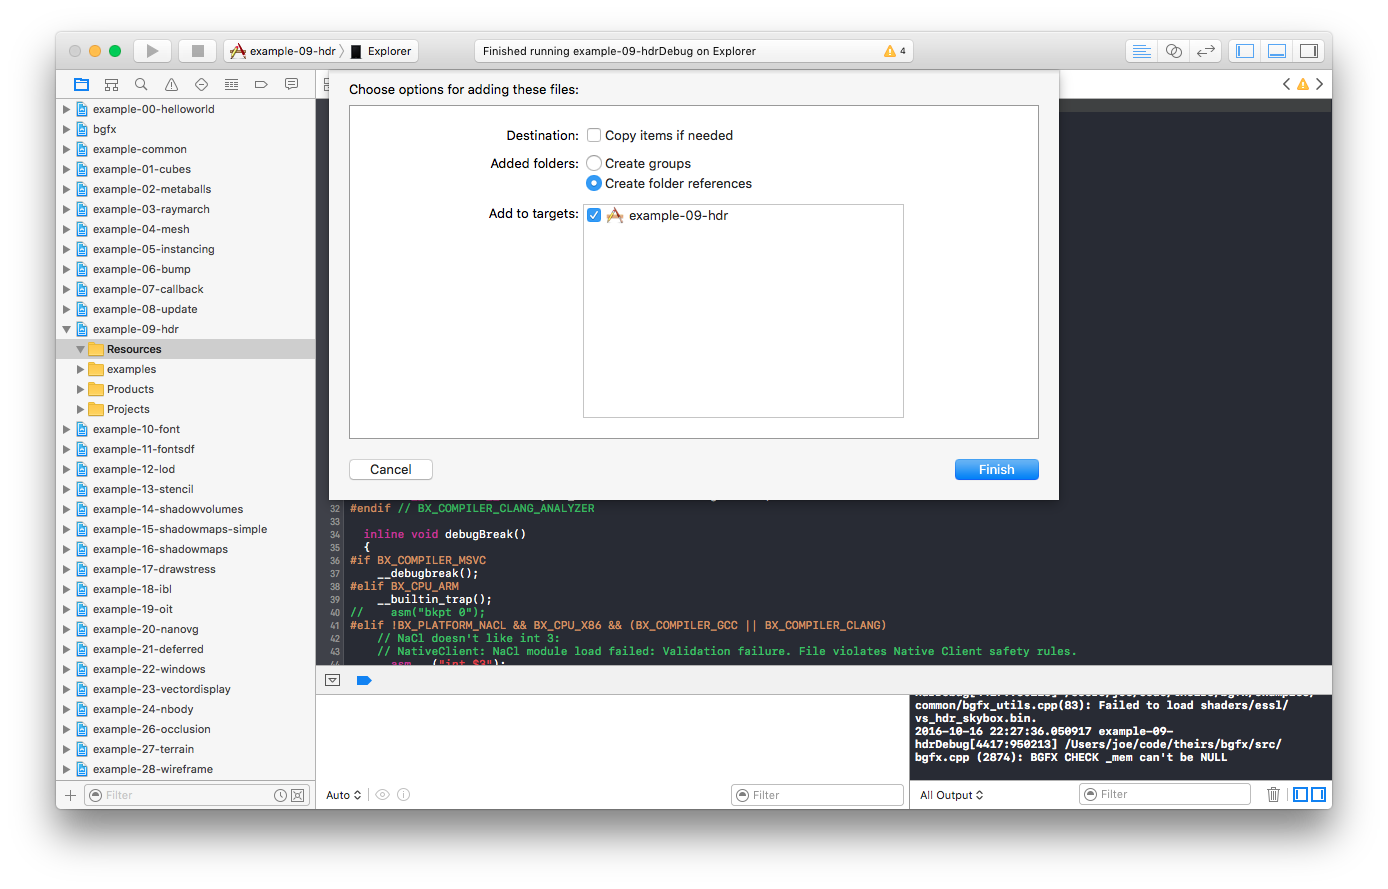 example-09-hdr 〉 Explorer
Finished running example-09-hdrDebug on Explorer
4
example-00-helloworld
bgfx
example-common
example-01-cubes
example-02-metaballs
example-03-raymarch
example-04-mesh
example-05-instancing
example-06-bump
example-07-callback
example-08-update
example-09-hdr
Resources
examples
Products
Projects
example-10-font
example-11-fontsdf
example-12-lod
example-13-stencil
example-14-shadowvolumes
example-15-shadowmaps-simple
example-16-shadowmaps
example-17-drawstress
example-18-ibl
example-19-oit
example-20-nanovg
example-21-deferred
example-22-windows
example-23-vectordisplay
example-24-nbody
example-26-occlusion
example-27-terrain
example-28-wireframe
Filter
Choose options for adding these files:
Destination: Copy items if needed
Added folders: Create groups
Create folder references
Add to targets: example-09-hdr
Cancel
Finish
32 #endif // BX_COMPILER_CLANG_ANALYZER
33
34 inline void debugBreak()
35 {
36 #if BX_COMPILER_MSVC
37 __debugbreak();
38 #elif BX_CPU_ARM
39 __builtin_trap();
40 // asm("bkpt 0");
41 #elif !BX_PLATFORM_NACL && BX_CPU_X86 && (BX_COMPILER_GCC || BX_COMPILER_CLANG)
42 // NaCl doesn't like int 3:
43 // NativeClient: NaCl module load failed: Validation failure. File violates Native Client safety rules.
Auto
Filter
common/bgfx_utils.cpp(83): Failed to load shaders/essl/
vs_hdr_skybox.bin.
2016-10-16 22:27:36.050917 example-09-
hdrDebug[4417:950213] /Users/joe/code/theirs/bgfx/src/
bgfx.cpp (2874): BGFX CHECK _mem can't be NULL
All Output
Filter